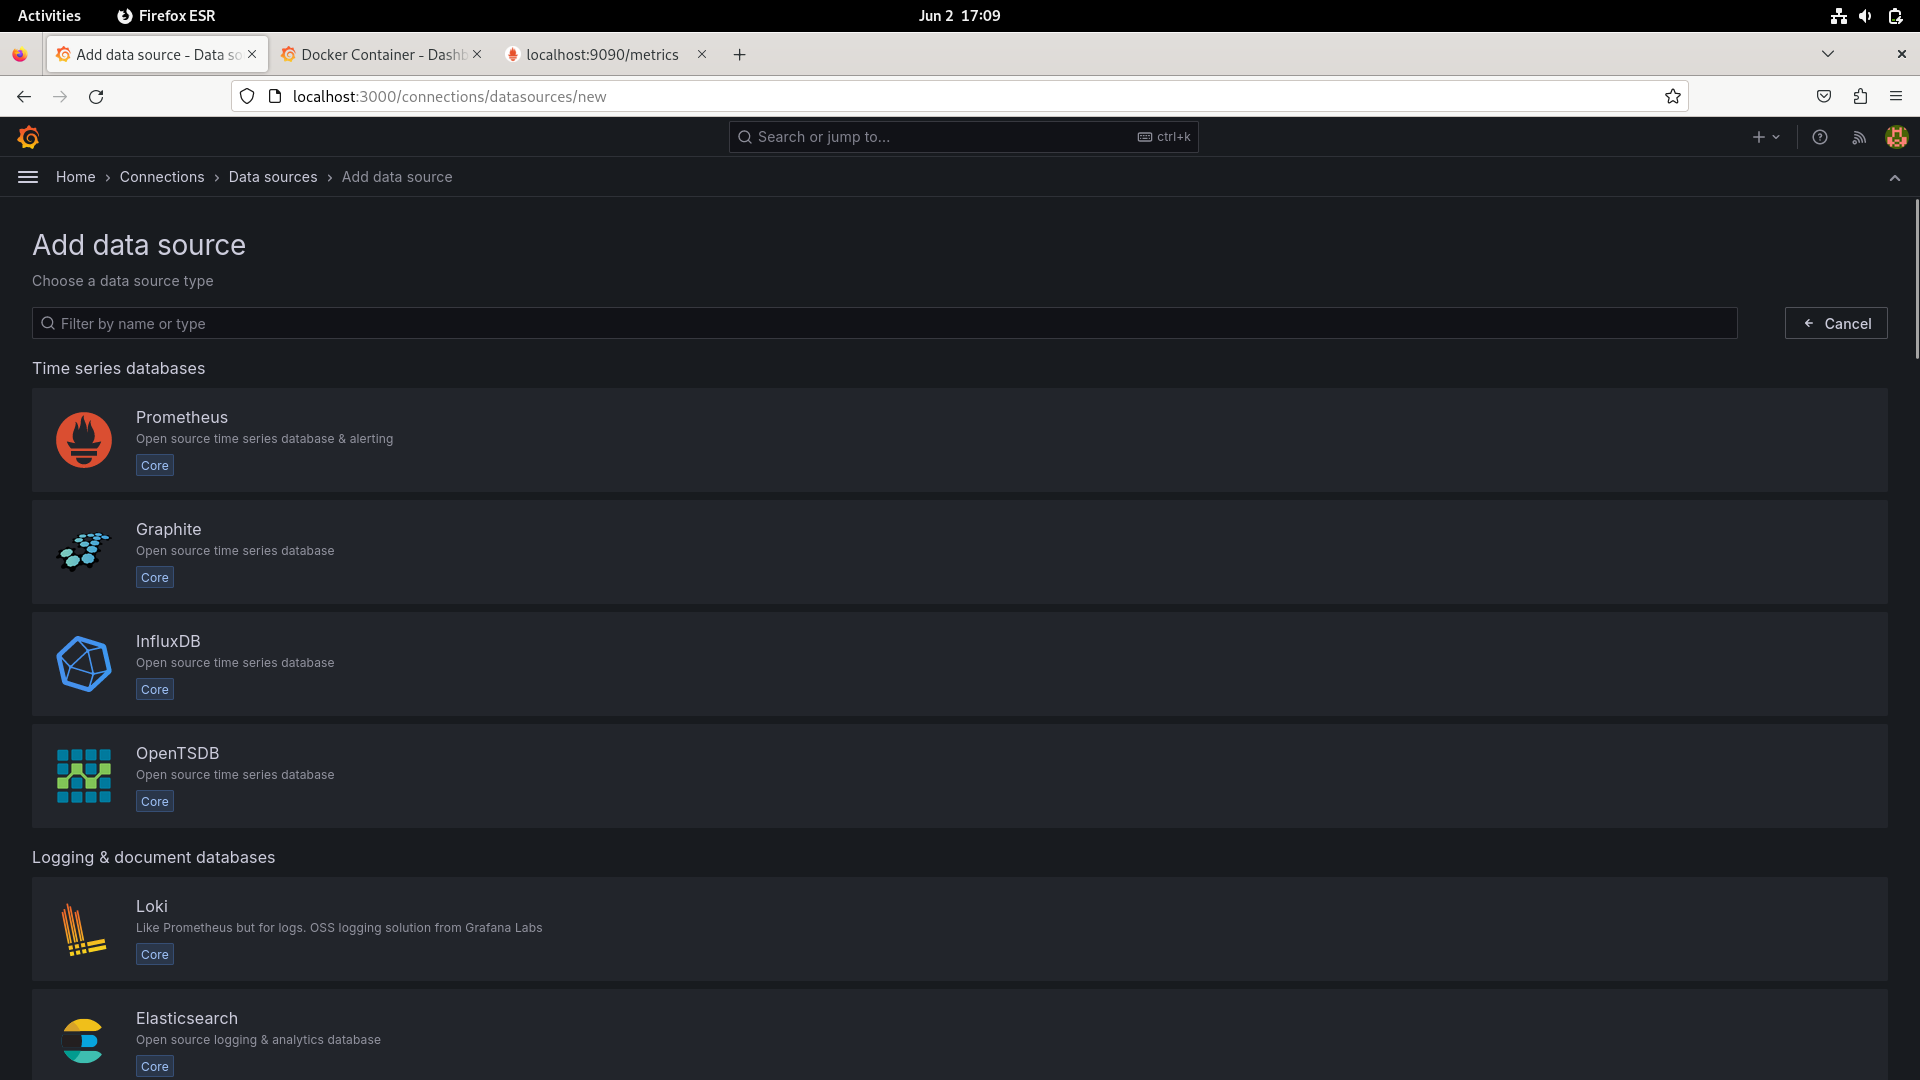 Activities
Firefox ESR
Jun 2 17:09
Add data source - Data so
Docker Container - Dashb
localhost:9090/metrics
localhost:3000/connections/datasources/new
Search or jump to...
ctrl+k
Home › Connections › Data sources › Add data source
Add data source
Choose a data source type
Filter by name or type
Cancel
Time series databases
Prometheus
Open source time series database & alerting
Core
Graphite
Open source time series database
Core
InfluxDB
Open source time series database
Core
OpenTSDB
Open source time series database
Core
Logging & document databases
Loki
Like Prometheus but for logs. OSS logging solution from Grafana Labs
Core
Elasticsearch
Open source logging & analytics database
Core